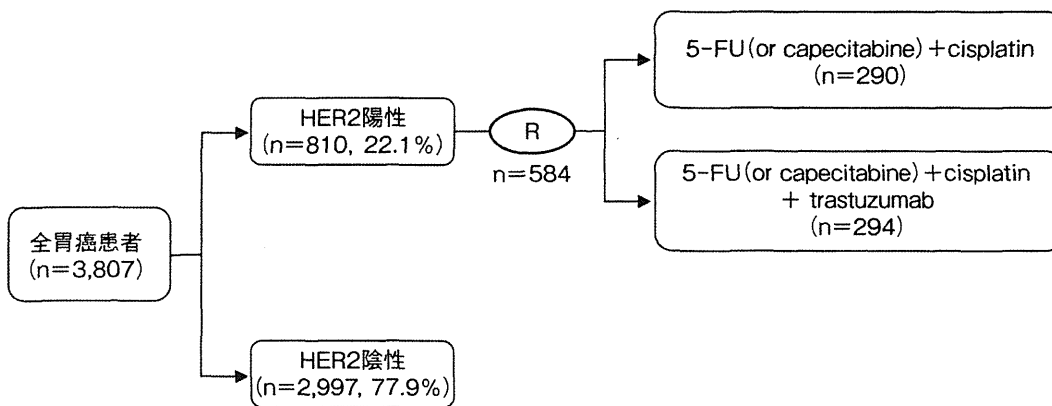 全胃癌患者
(n=3,807)
HER2陽性
(n=810, 22.1%)
R
n=584
5-FU(or capecitabine)+cisplatin
(n=290)
5-FU(or capecitabine)+cisplatin
+ trastuzumab
(n=294)
HER2陰性
(n=2,997, 77.9%)